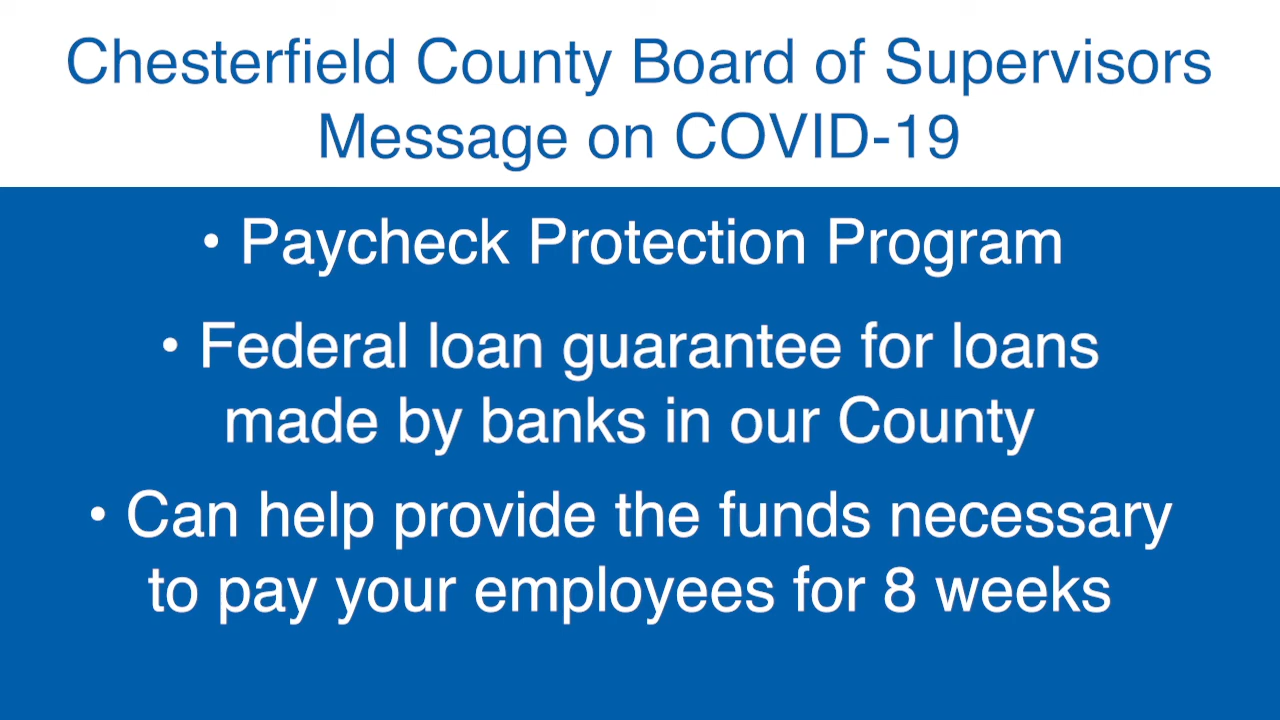 Chesterfield County Board of Supervisors
Message on COVID-19
• Paycheck Protection Program
• Federal loan guarantee for loans
made by banks in our County
• Can help provide the funds necessary
to pay your employees for 8 weeks